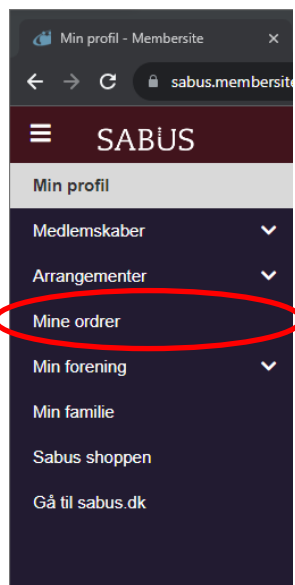 Min profil - Membersite
sabus.membersite
SABUS
Min profil
Medlemskaber
Arrangementer
Mine ordrer
Min forening
Min familie
Sabus shoppen
Gå til sabus.dk